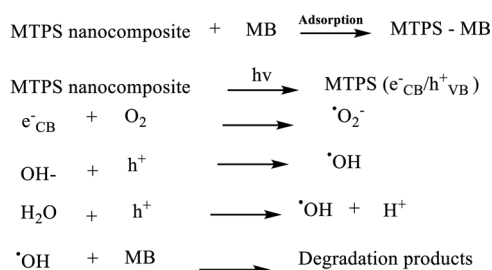 MTPS nanocomposite + MB Adsorption MTPS - MB
MTPS nanocomposite hv MTPS (e⁻CB/h⁺VB)
e⁻CB + O₂ •O₂⁻
OH- + h⁺ •OH
H₂O + h⁺ •OH + H⁺
•OH + MB Degradation products